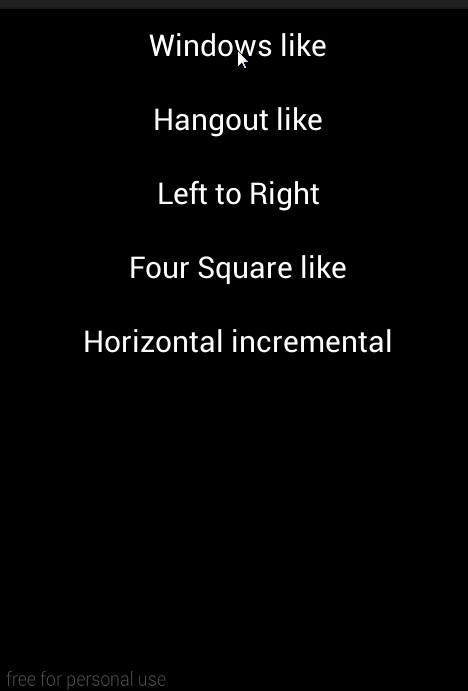 Windows like
Hangout like
Left to Right
Four Square like
Horizontal incremental
free for personal use